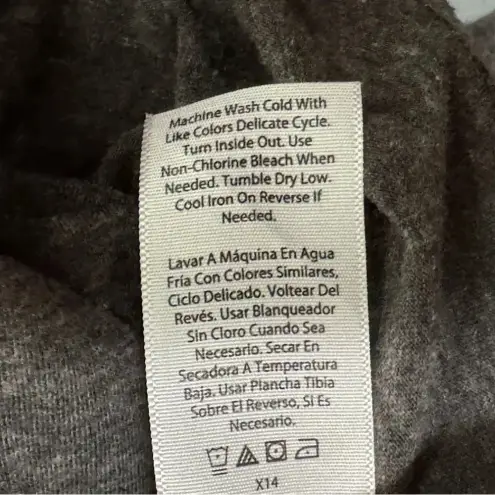 Machine Wash Cold With
Like Colors Delicate Cycle.
Turn Inside Out. Use
Non-Chlorine Bleach When
Needed. Tumble Dry Low.
Cool Iron On Reverse If
Needed.
Lavar A Máquina En Agua
Fría Con Colores Similares,
Ciclo Delicado. Voltear Del
Revés. Usar Blanqueador
Sin Cloro Cuando Sea
Necesario. Secar En
Secadora A Temperatura
Baja. Usar Plancha Tibia
Sobre El Reverso, Si Es
Necesario.
X14